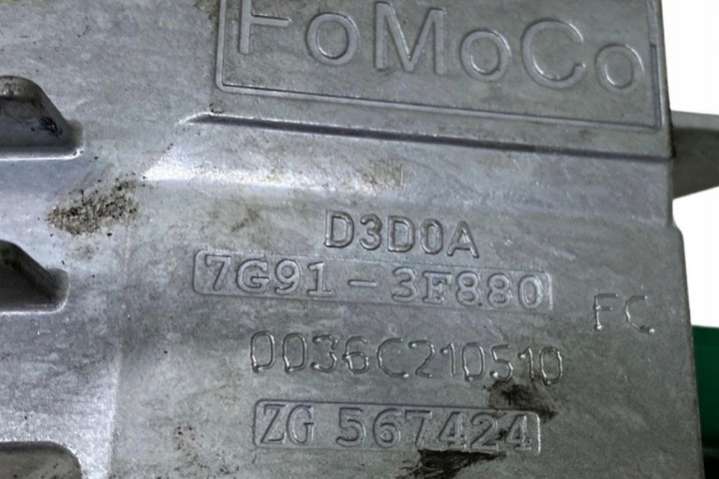 FoMoCo
D3D0A
7G91-3F880
FC
0036C210510
ZG 567424